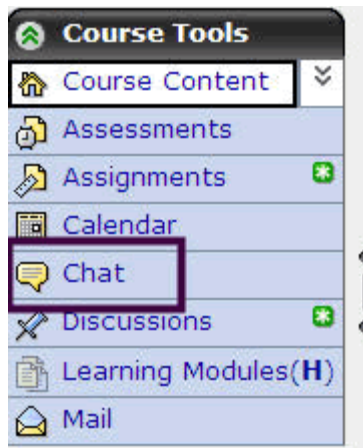 Course Tools
Course Content
Assessments
Assignments
Calendar
Chat
Discussions
Learning Modules(H)
Mail